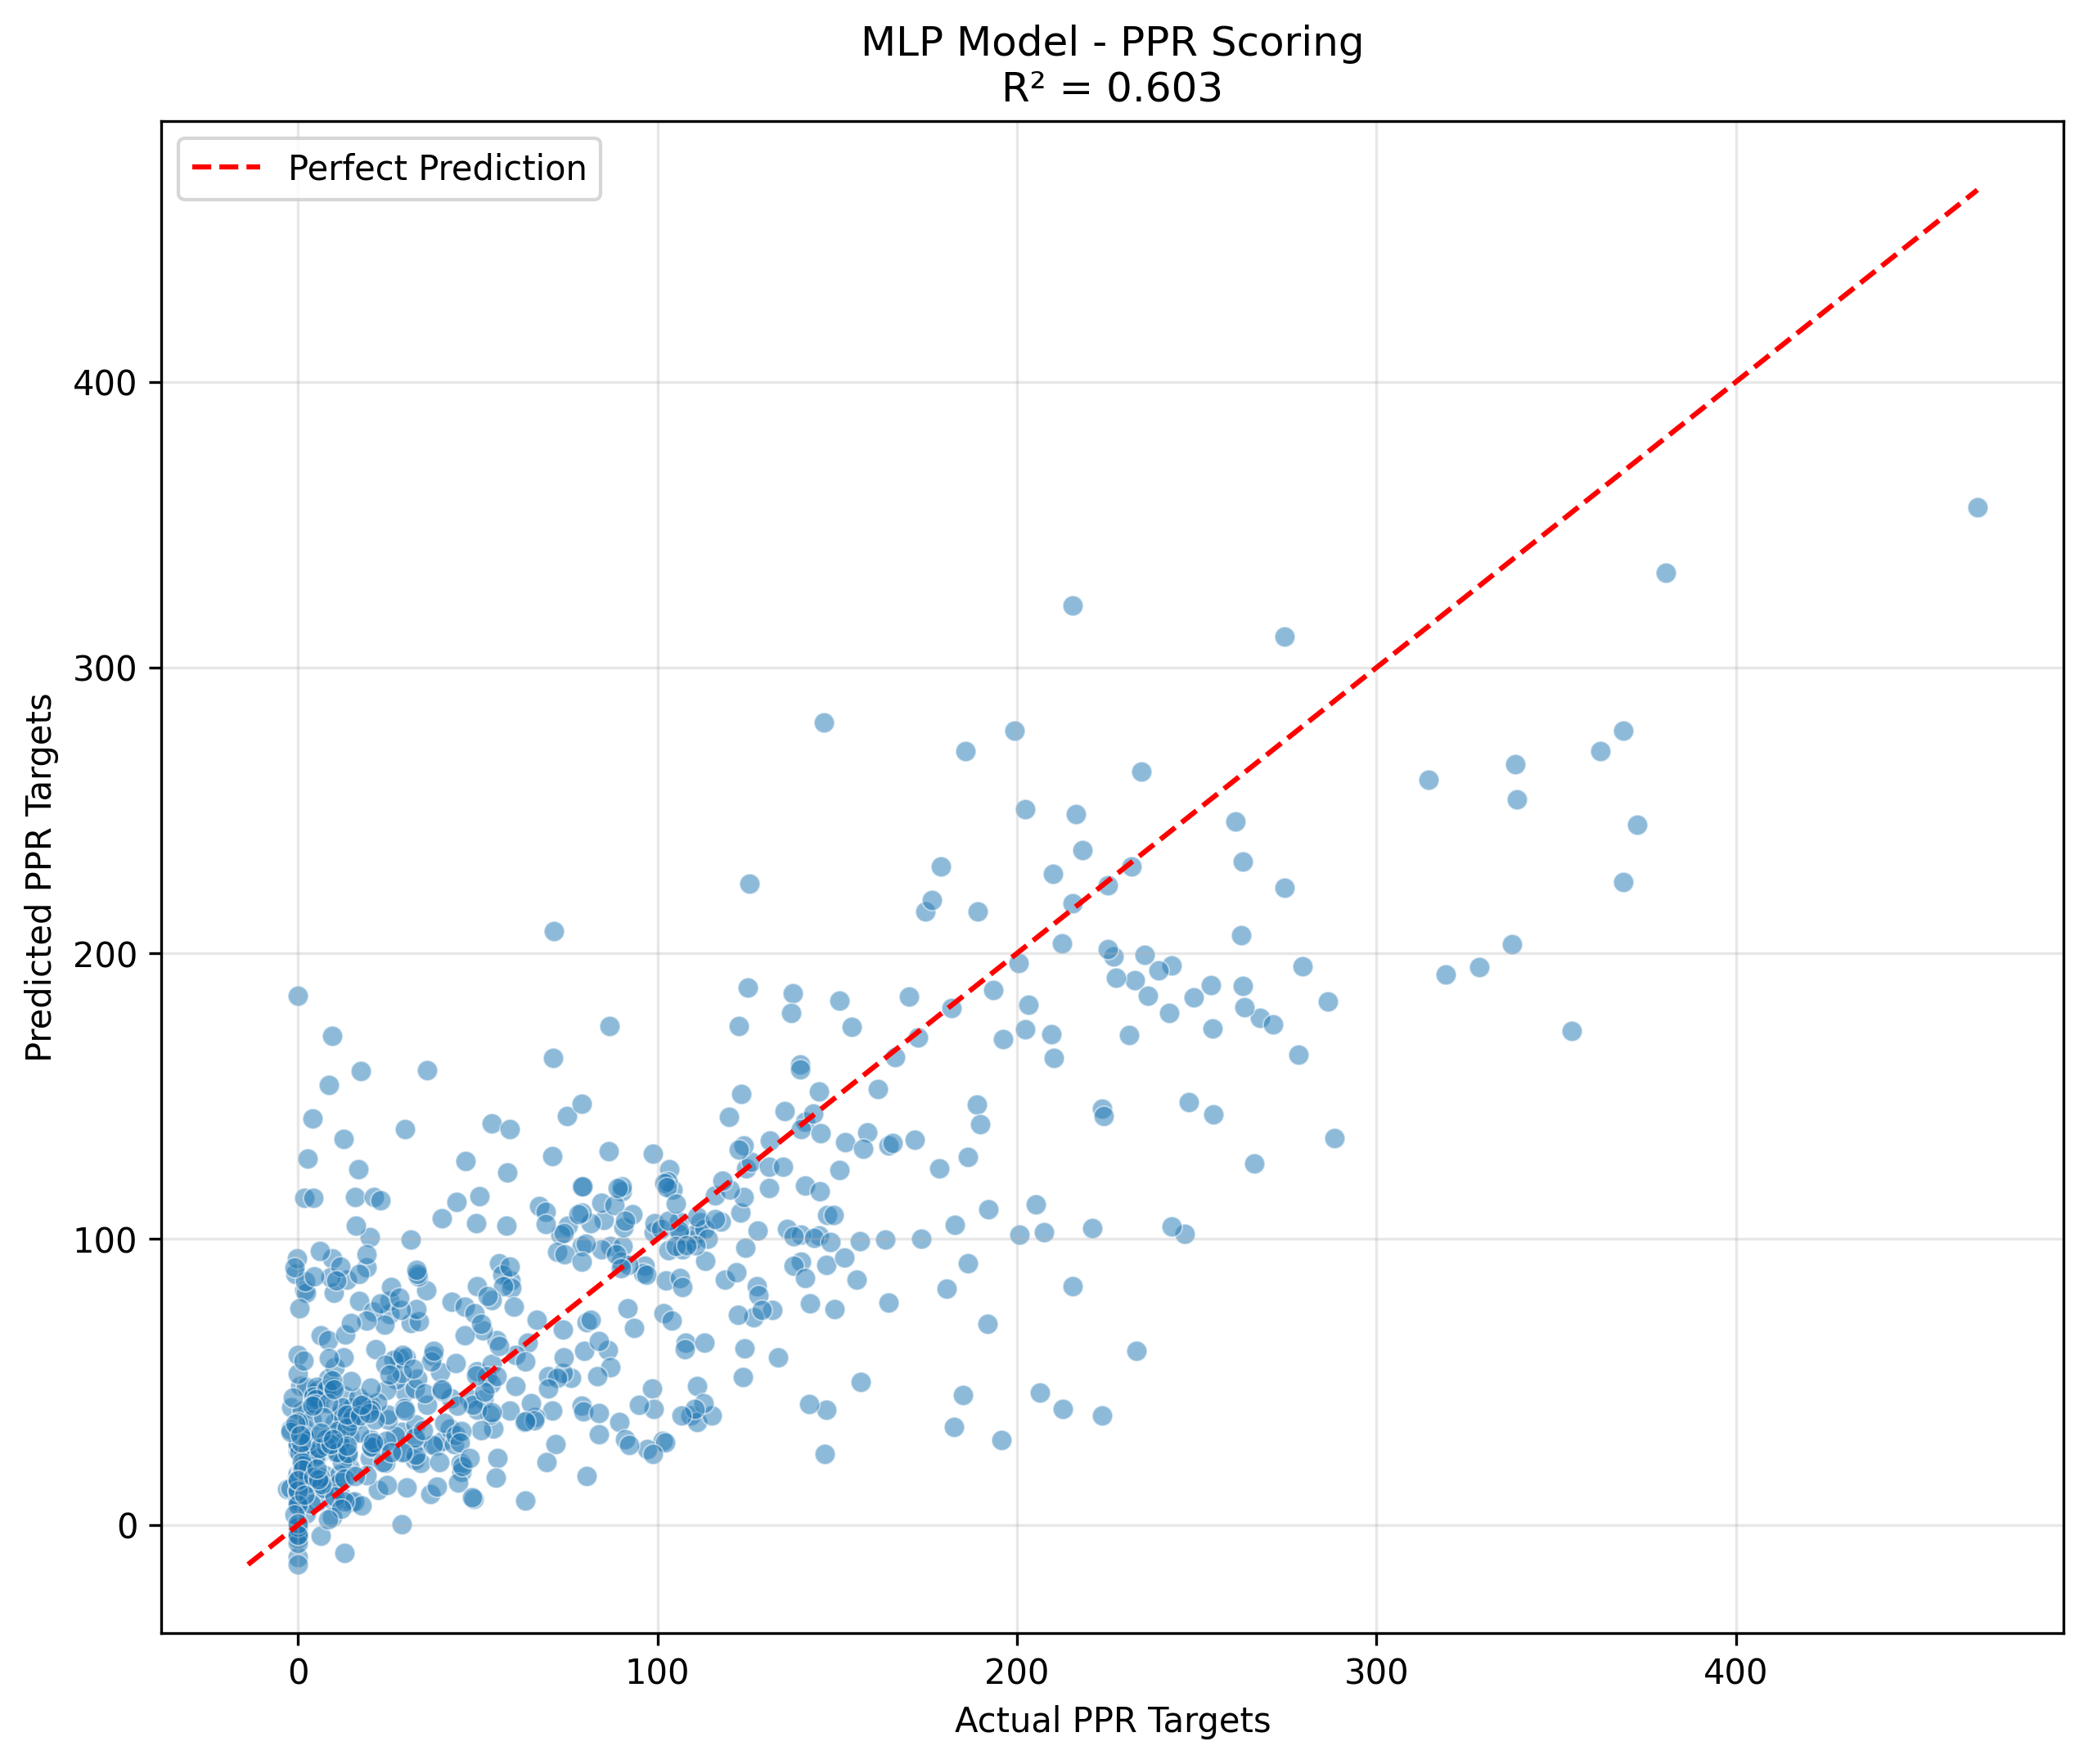 MLP Model - PPR Scoring
R² = 0.603
Perfect Prediction
Predicted PPR Targets
400
300
200
100
0
0 100 200 300 400
Actual PPR Targets